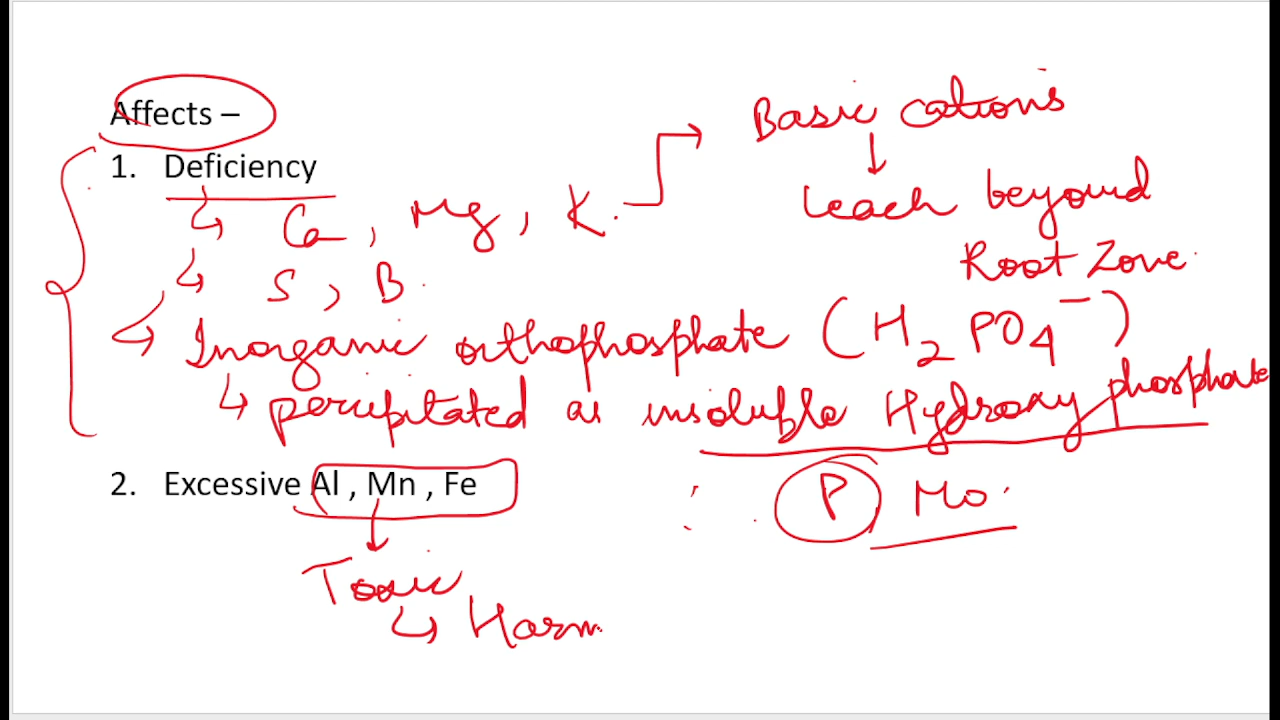 Affects –
1. Deficiency
Ca, Mg, K.
Basic cations
Leach beyond
Root Zone.
S, B.
Inorganic orthophosphate (H2PO4⁻)
percipitated as insoluble Hydroxy phosphate
2. Excessive Al , Mn , Fe
P Mo
Toxic
Harm